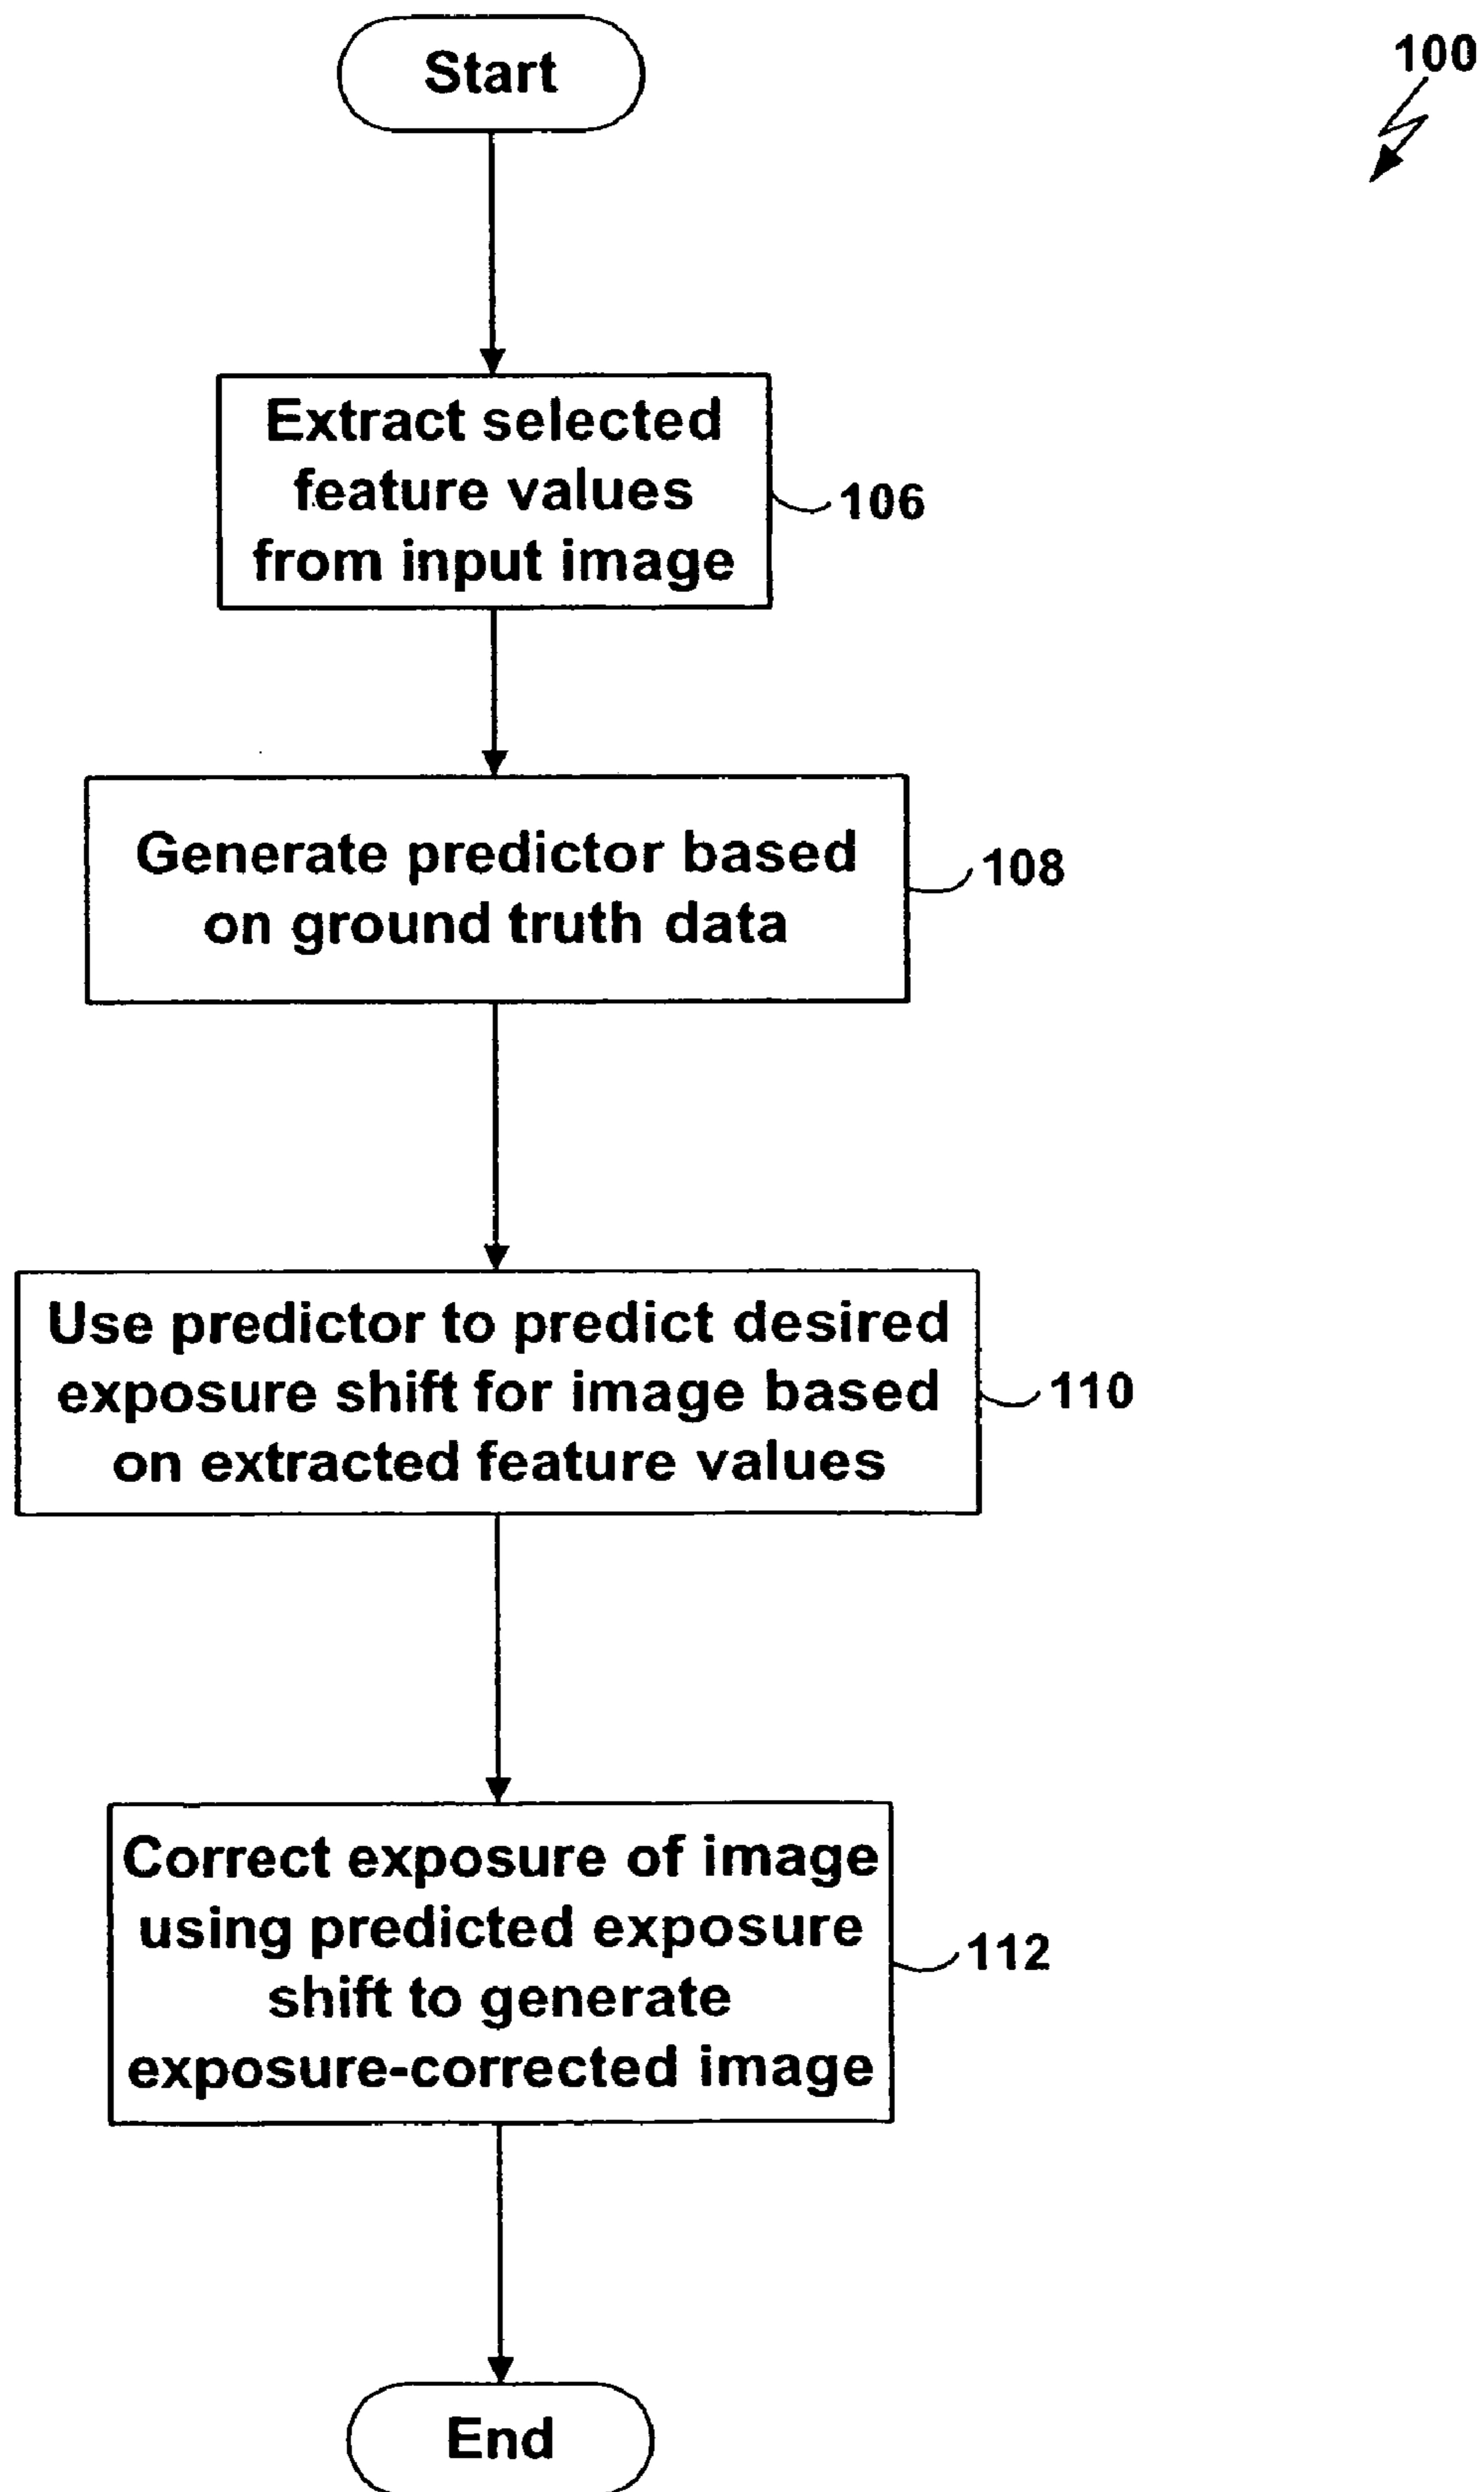 Start
100
Extract selected
feature values
from input image
106
Generate predictor based
on ground truth data
108
Use predictor to predict desired
exposure shift for image based
on extracted feature values
110
Correct exposure of image
using predicted exposure
shift to generate
exposure-corrected image
112
End